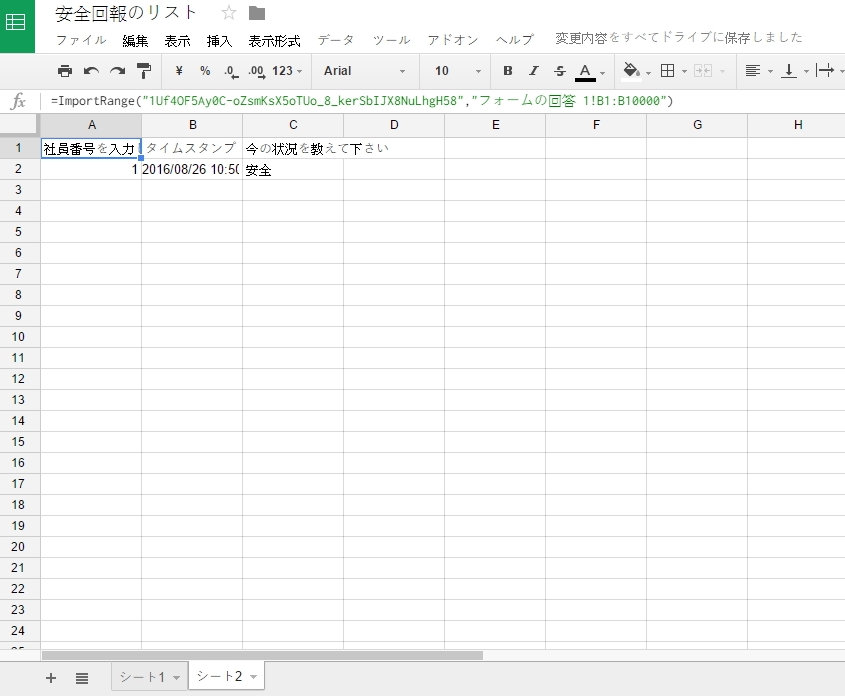 安全回報のリスト
ファイル 編集 表示 挿入 表示形式 データ ツール アドオン ヘルプ 変更内容をすべてドライブに保存しました
¥ % .0 .00 123 Arial 10 B I S A
fx =ImportRange("1Uf4OF5Ay0C-oZsmKsX5oTUo_8_kerSbIJX8NuLhgH58","フォームの回答 1!B1:B10000")
A B C D E F G H
1 社員番号を入力 タイムスタンプ 今の状況を教えて下さい
2 1 2016/08/26 10:50 安全
3
4
5
6
7
8
9
10
11
12
13
14
15
16
17
18
19
20
21
22
23
24
シート1 シート2